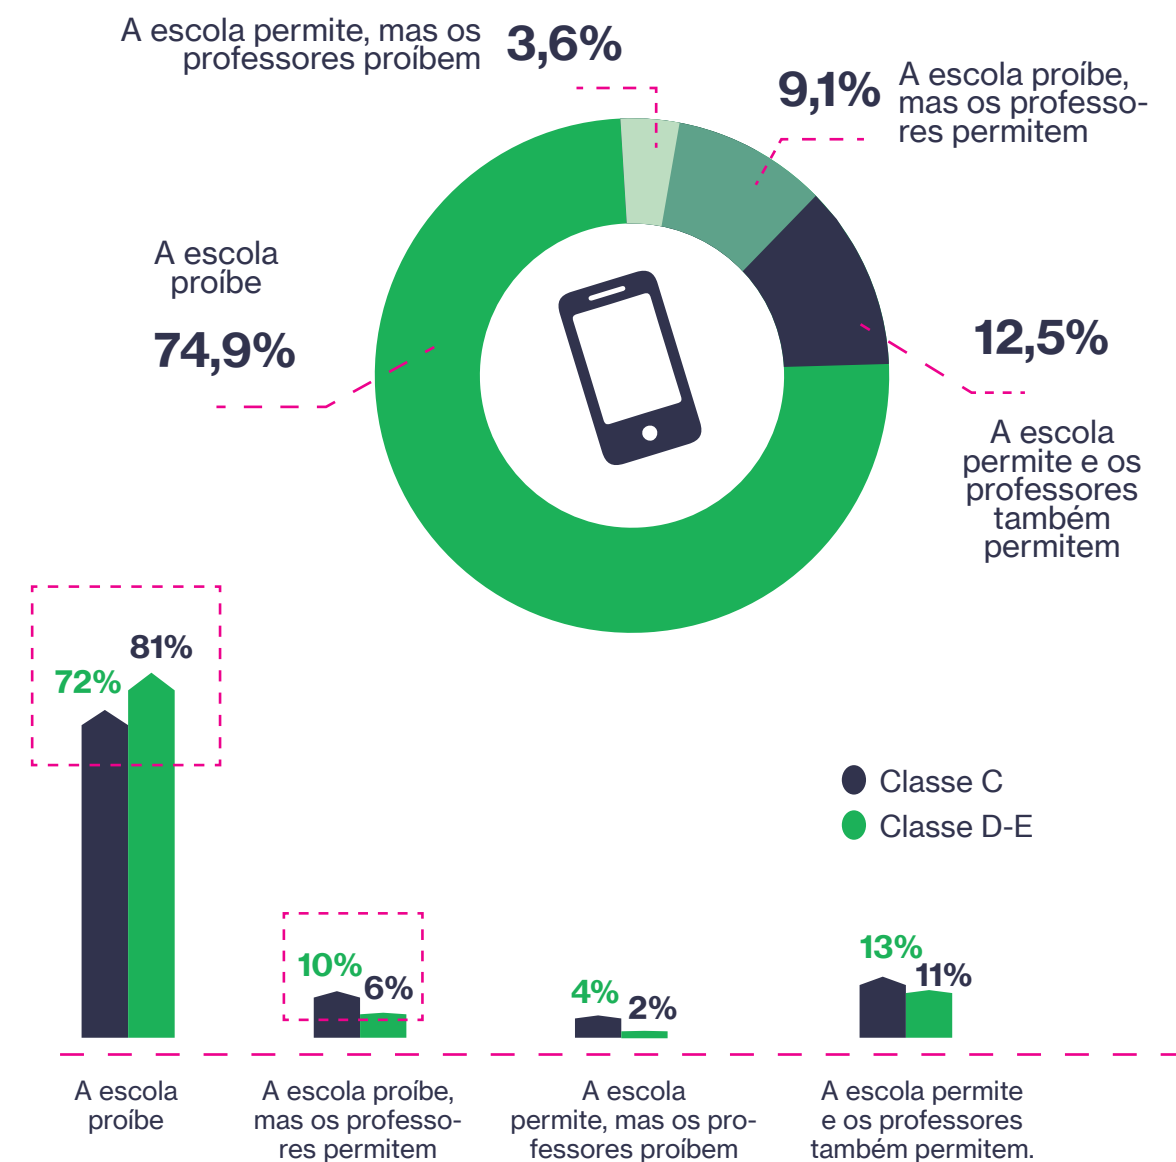 A escola permite, mas os
professores proíbem
3,6%
9,1%
A escola proíbe,
mas os professo-
res permitem
A escola
proíbe
74,9%
12,5%
A escola
permite e os
professores
também
permitem
81%
72%
Classe C
Classe D-E
10%
6%
4%
2%
13%
11%
A escola
proíbe
A escola proíbe,
mas os professo-
res permitem
A escola
permite, mas os pro-
fessores proíbem
A escola permite
e os professores
também permitem.